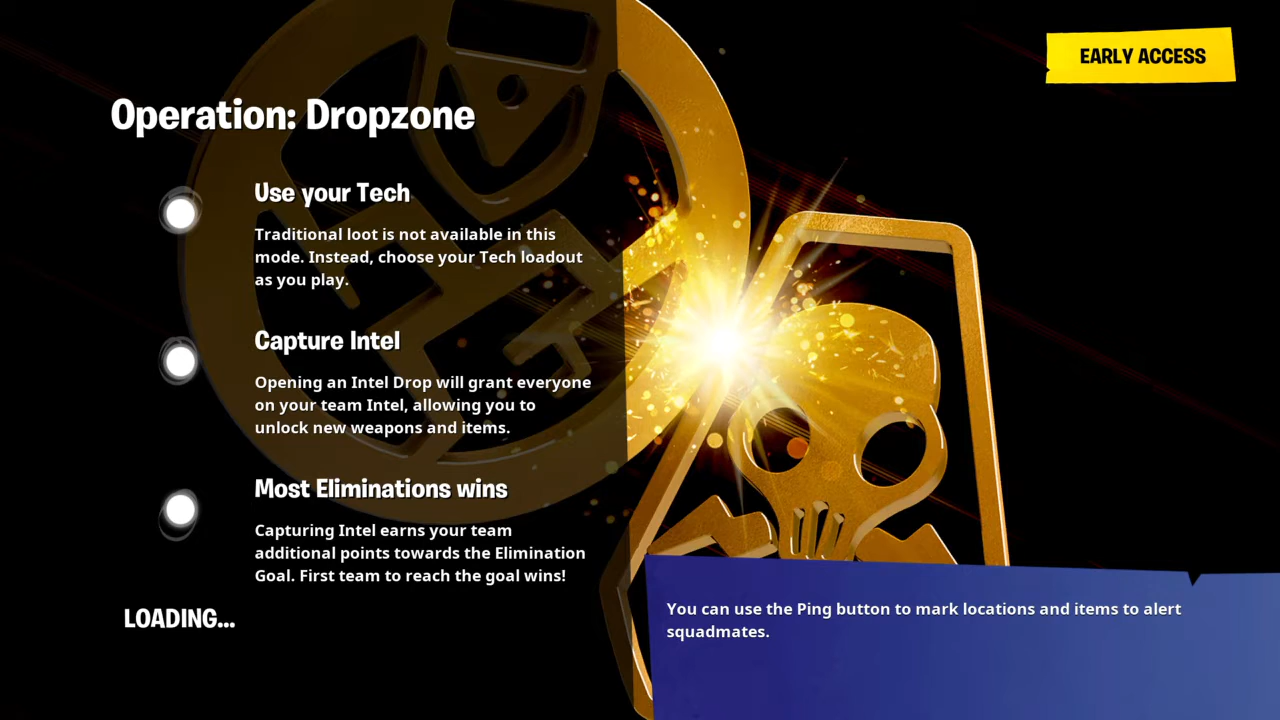 EARLY ACCESS
Operation: Dropzone
Use your Tech
Traditional loot is not available in this
mode. Instead, choose your Tech loadout
as you play.
Capture Intel
Opening an Intel Drop will grant everyone
on your team Intel, allowing you to
unlock new weapons and items.
Most Eliminations wins
Capturing Intel earns your team
additional points towards the Elimination
Goal. First team to reach the goal wins!
LOADING...
You can use the Ping button to mark locations and items to alert
squadmates.